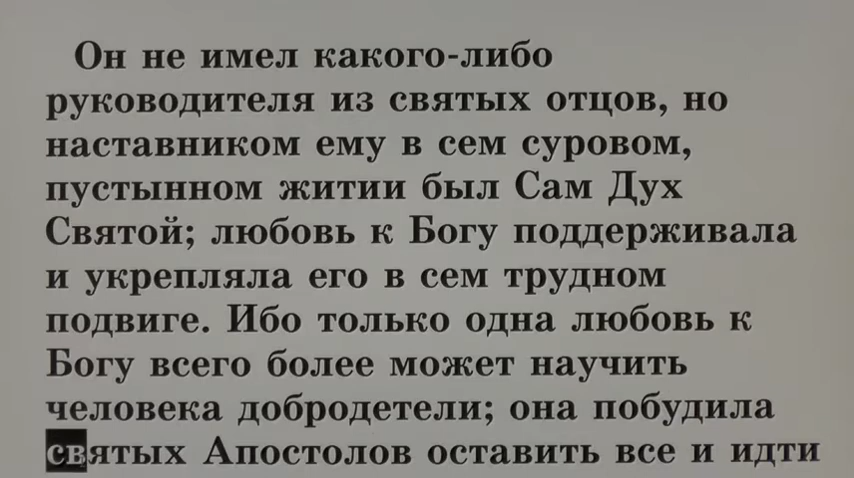 Он не имел какого-либо
руководителя из святых отцов, но
наставником ему в сем суровом,
пустынном житии был Сам Дух
Святой; любовь к Богу поддерживала
и укрепляла его в сем трудном
подвиге. Ибо только одна любовь к
Богу всего более может научить
человека добродетели; она побудила
святых Апостолов оставить все и идти